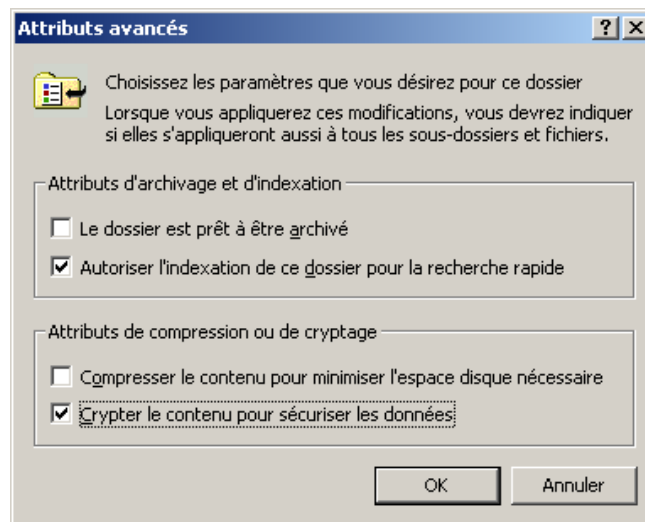 Attributs avancés
Choisissez les paramètres que vous désirez pour ce dossier
Lorsque vous appliquerez ces modifications, vous devrez indiquer
si elles s'appliqueront aussi à tous les sous-dossiers et fichiers.
Attributs d'archivage et d'indexation
Le dossier est prêt à être archivé
Autoriser l'indexation de ce dossier pour la recherche rapide
Attributs de compression ou de cryptage
Compresser le contenu pour minimiser l'espace disque nécessaire
Crypter le contenu pour sécuriser les données
OK Annuler